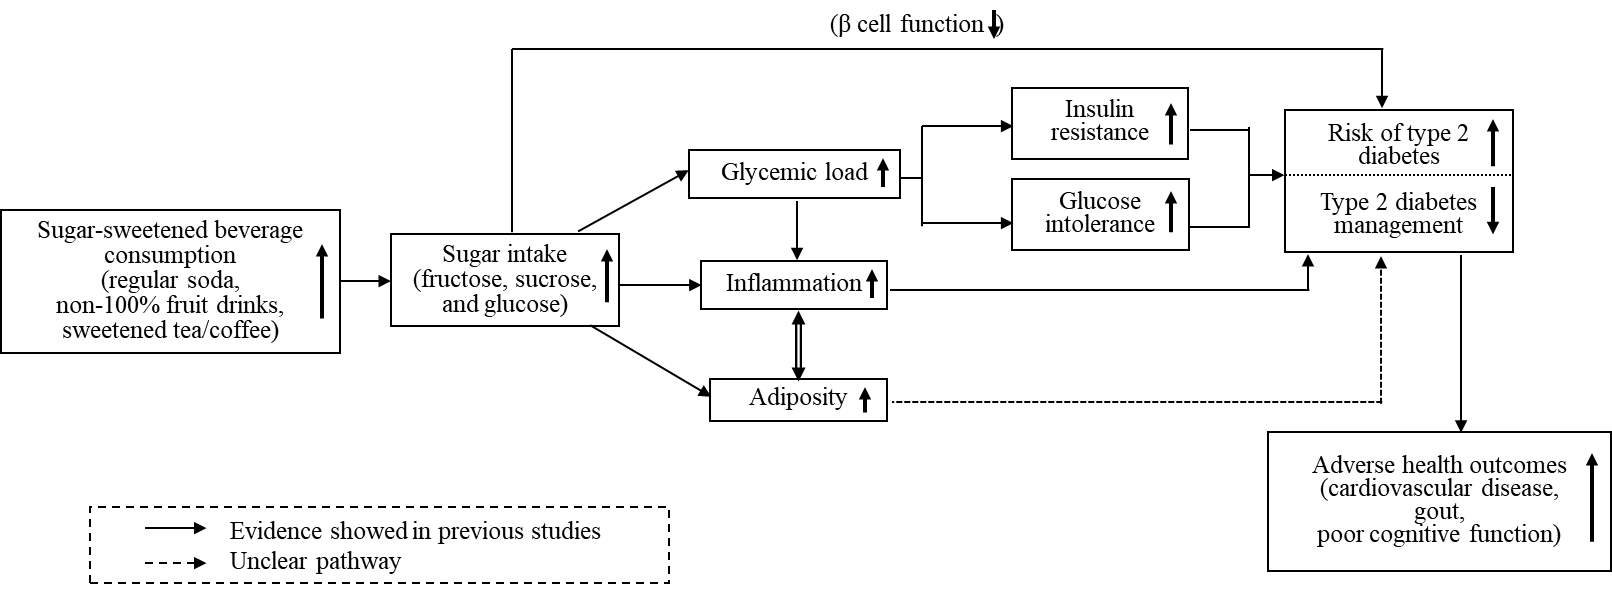 (β cell function )
Insulin
resistance
Risk of type 2
diabetes
Glycemic load
Glucose
intolerance
Type 2 diabetes
management
Sugar-sweetened beverage
consumption
(regular soda,
non-100% fruit drinks,
sweetened tea/coffee)
Sugar intake
(fructose, sucrose,
and glucose)
Inflammation
Adiposity
Adverse health outcomes
(cardiovascular disease,
gout,
poor cognitive function)
Evidence showed in previous studies
Unclear pathway